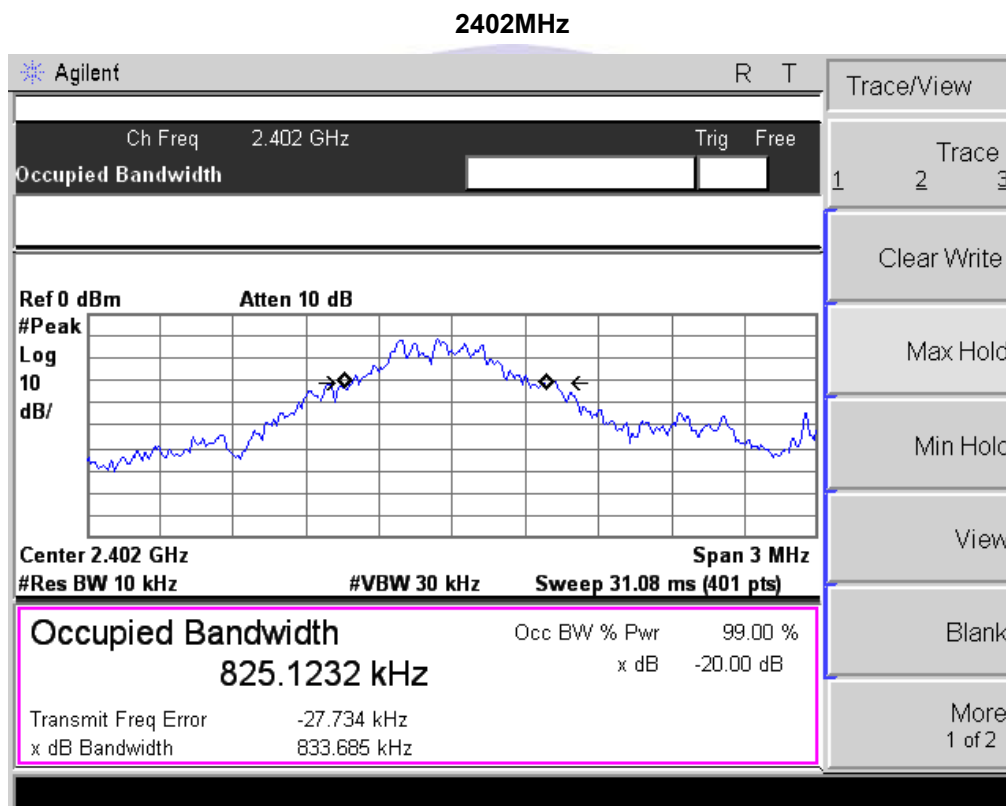 2402MHz
Agilent R T
Trace/View
Ch Freq 2.402 GHz Trig Free
Occupied Bandwidth
Trace
1 2 3
Clear Write
Max Hold
Min Hold
View
Blank
More
1 of 2
Ref 0 dBm Atten 10 dB
#Peak
Log
10
dB/
Center 2.402 GHz Span 3 MHz
#Res BW 10 kHz #VBW 30 kHz Sweep 31.08 ms (401 pts)
Occupied Bandwidth Occ BW % Pwr 99.00 %
825.1232 kHz x dB -20.00 dB
Transmit Freq Error -27.734 kHz
x dB Bandwidth 833.685 kHz